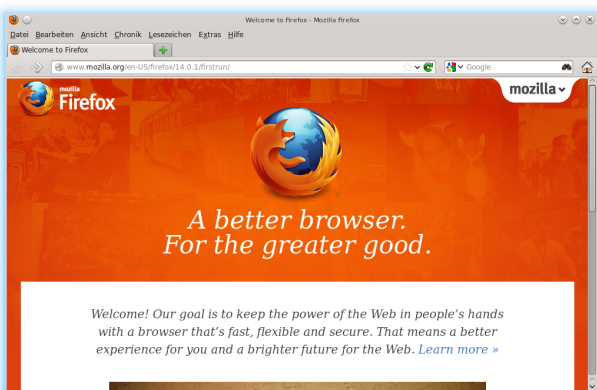 Welcome to Firefox - Mozilla Firefox
Datei Bearbeiten Ansicht Chronik Lesezeichen Extras Hilfe
Welcome to Firefox
www.mozilla.org/en-US/firefox/14.0.1/firstrun/
Google
mozilla
Firefox
mozilla
A better browser.
For the greater good.
Welcome! Our goal is to keep the power of the Web in people's hands
with a browser that's fast, flexible and secure. That means a better
experience for you and a brighter future for the Web. Learn more »